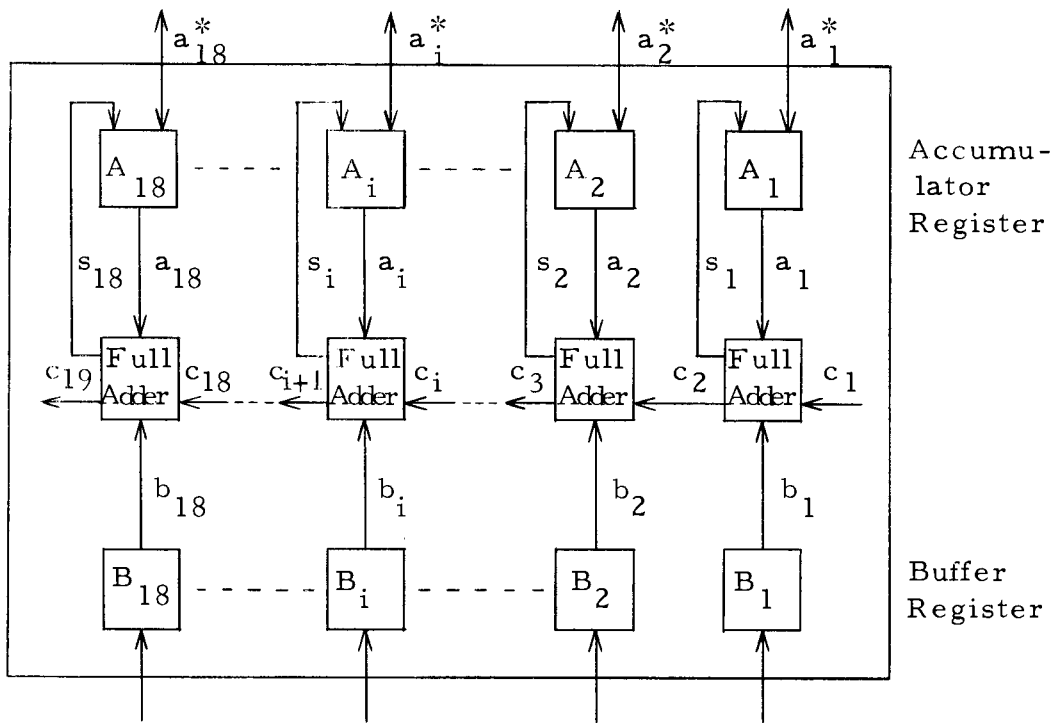 a*18 a*i a*2 a*1
A18 Ai A2 A1
Accumu-
lator
Register
s18 a18 si ai s2 a2 s1 a1
Full Full Full Full
c19 c18 ci+1 ci c3 c2 c1
Adder Adder Adder Adder
b18 bi b2 b1
B18 Bi B2 B1
Buffer
Register